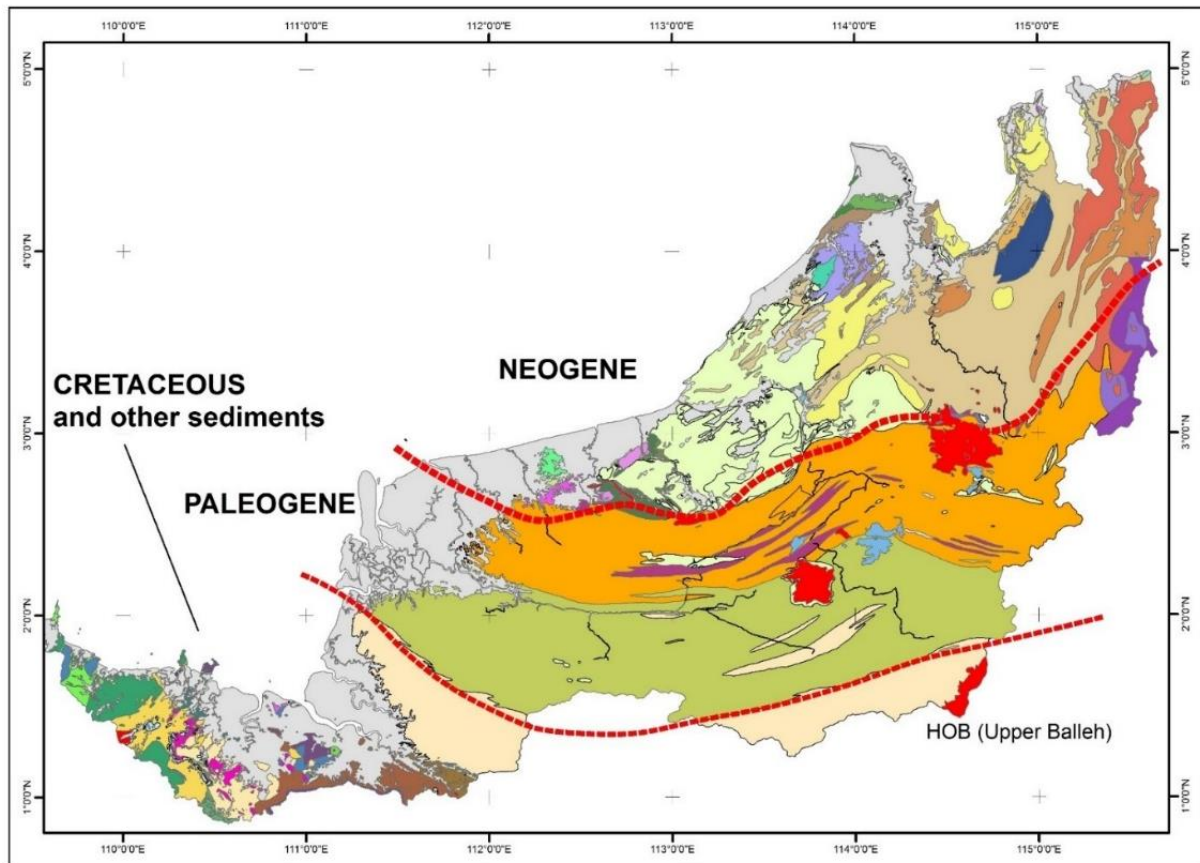 110°0'0"E 111°0'0"E 112°0'0"E 113°0'0"E 114°0'0"E 115°0'0"E
5°0'0"N 5°0'0"N
4°0'0"N 4°0'0"N
NEOGENE
CRETACEOUS
and other sediments
3°0'0"N 3°0'0"N
PALEOGENE
2°0'0"N 2°0'0"N
HOB (Upper Balleh)
1°0'0"N 1°0'0"N
110°0'0"E 111°0'0"E 112°0'0"E 113°0'0"E 114°0'0"E 115°0'0"E